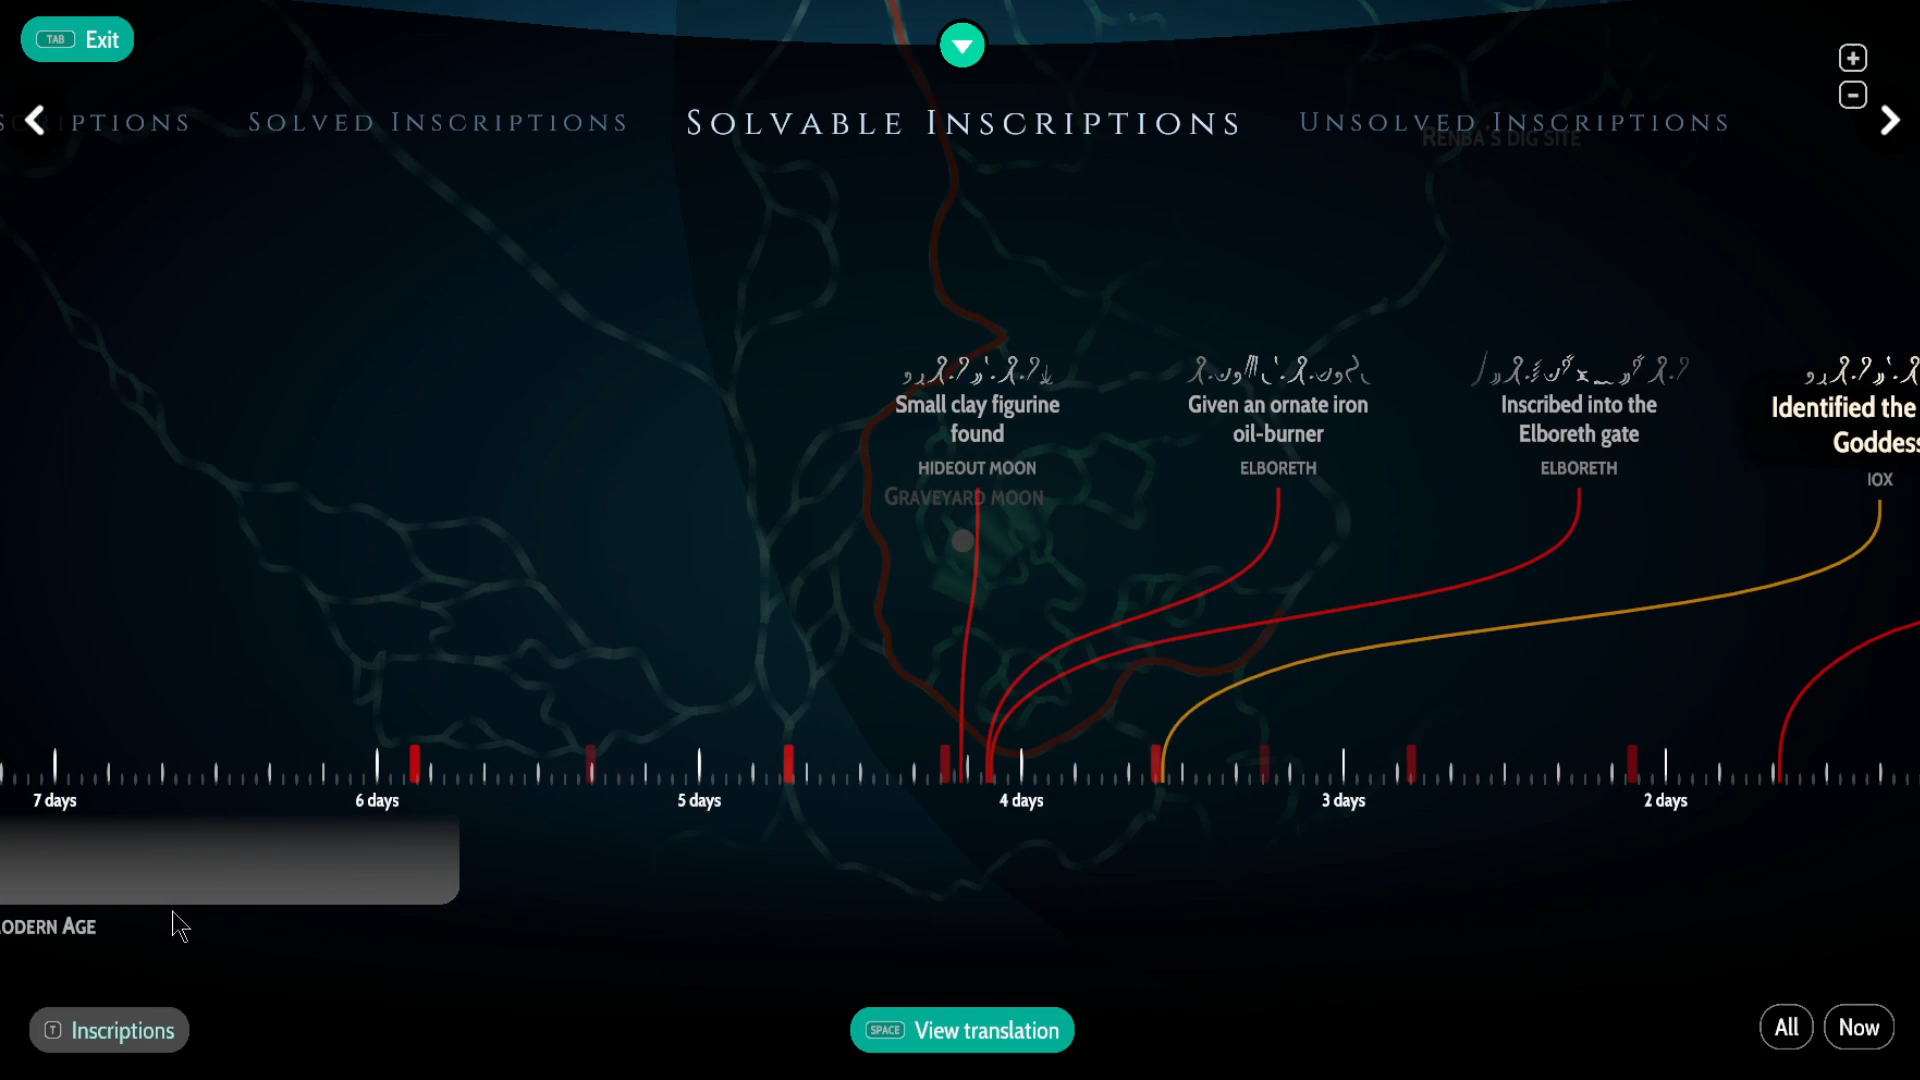 TAB Exit
IPTIONS
SOLVED INSCRIPTIONS
SOLVABLE INSCRIPTIONS
UNSOLVED INSCRIPTIONS
RENBA'S DIG SITE
Small clay figurine
found
HIDEOUT MOON
GRAVEYARD MOON
Given an ornate iron
oil-burner
ELBORETH
Inscribed into the
Elboreth gate
ELBORETH
Identified the
Goddess
IOX
7 days
6 days
5 days
4 days
3 days
2 days
ODERN AGE
T Inscriptions
SPACE View translation
All
Now